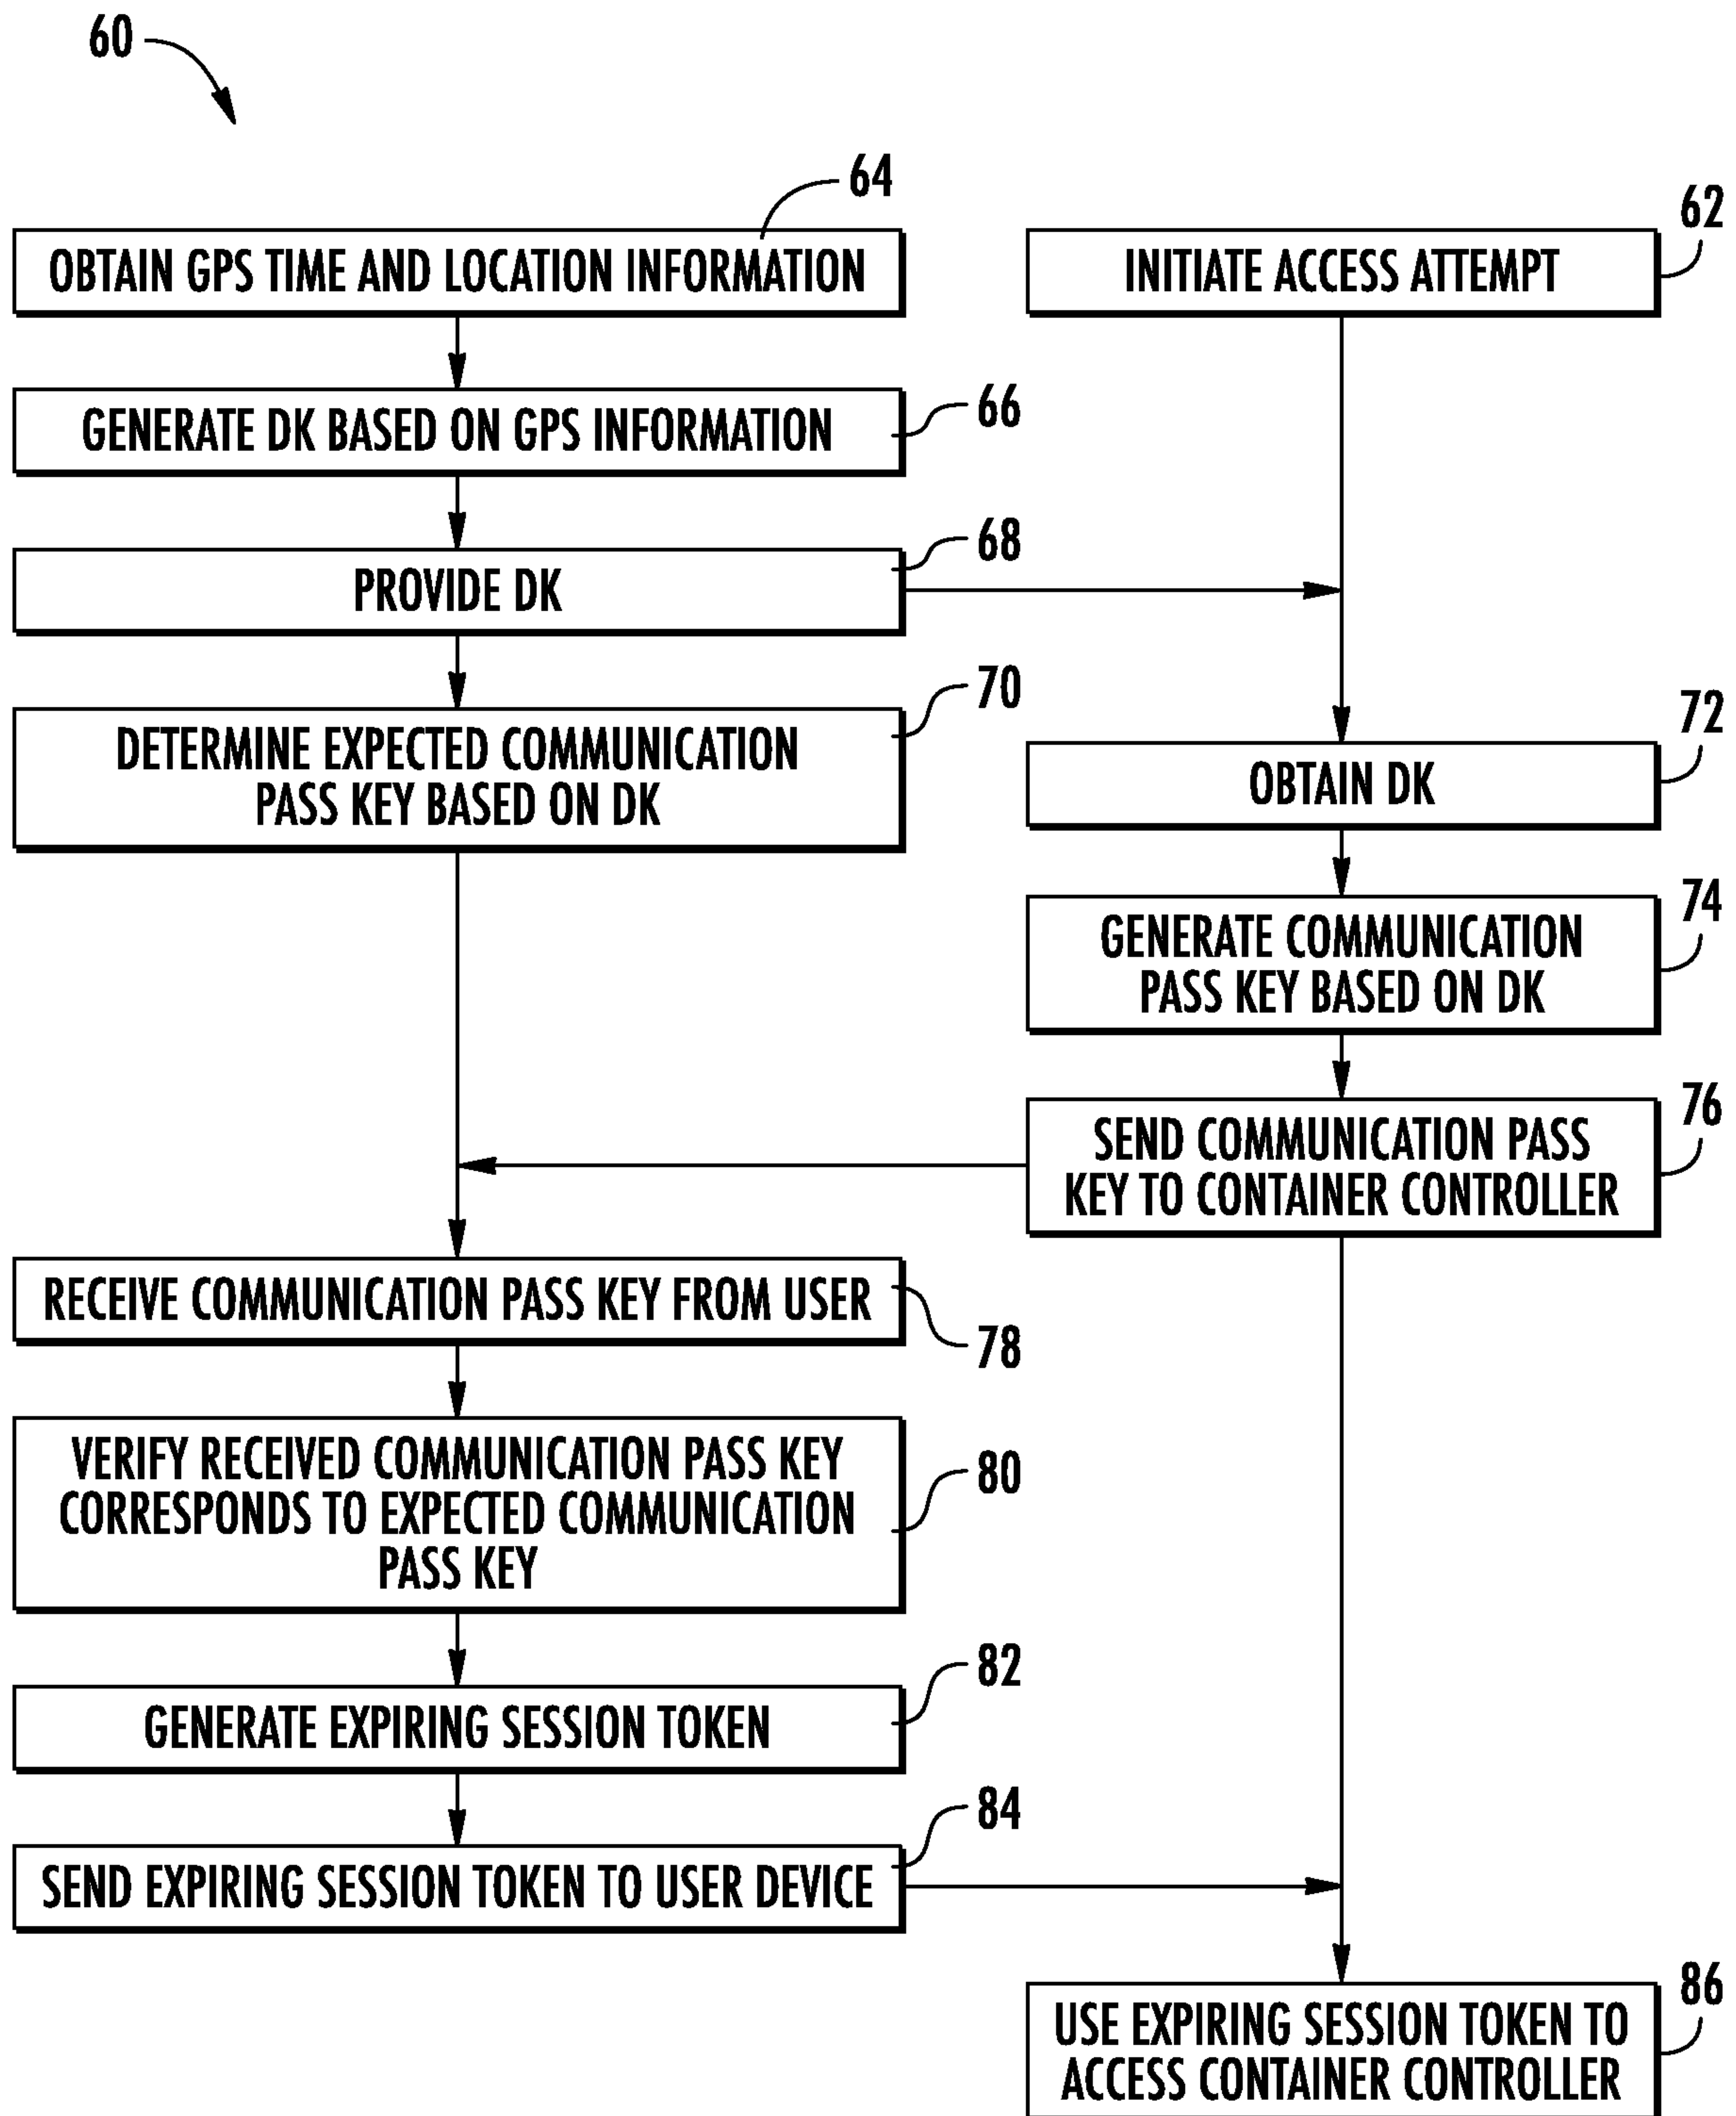 60
64
62
OBTAIN GPS TIME AND LOCATION INFORMATION
INITIATE ACCESS ATTEMPT
GENERATE DK BASED ON GPS INFORMATION
66
68
PROVIDE DK
70
DETERMINE EXPECTED COMMUNICATION
PASS KEY BASED ON DK
72
OBTAIN DK
74
GENERATE COMMUNICATION
PASS KEY BASED ON DK
76
SEND COMMUNICATION PASS
KEY TO CONTAINER CONTROLLER
RECEIVE COMMUNICATION PASS KEY FROM USER
78
VERIFY RECEIVED COMMUNICATION PASS KEY
CORRESPONDS TO EXPECTED COMMUNICATION
PASS KEY
80
82
GENERATE EXPIRING SESSION TOKEN
84
SEND EXPIRING SESSION TOKEN TO USER DEVICE
86
USE EXPIRING SESSION TOKEN TO
ACCESS CONTAINER CONTROLLER